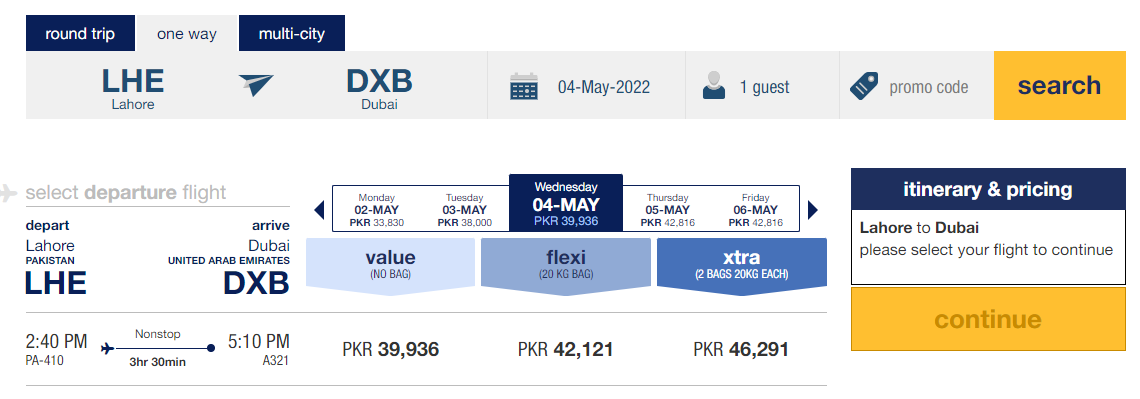 round trip one way multi-city
LHE DXB
Lahore Dubai
04-May-2022 1 guest promo code search
select departure flight
depart arrive
Lahore Dubai
PAKISTAN UNITED ARAB EMIRATES
LHE DXB
Monday Tuesday Wednesday Thursday Friday
02-MAY 03-MAY 04-MAY 05-MAY 06-MAY
PKR 33,830 PKR 38,000 PKR 39,936 PKR 42,816 PKR 42,816
value flexi xtra
(NO BAG) (20 KG BAG) (2 BAGS 20KG EACH)
2:40 PM Nonstop 5:10 PM
PA-410 3hr 30min A321
PKR 39,936 PKR 42,121 PKR 46,291
itinerary & pricing
Lahore to Dubai
please select your flight to continue
continue